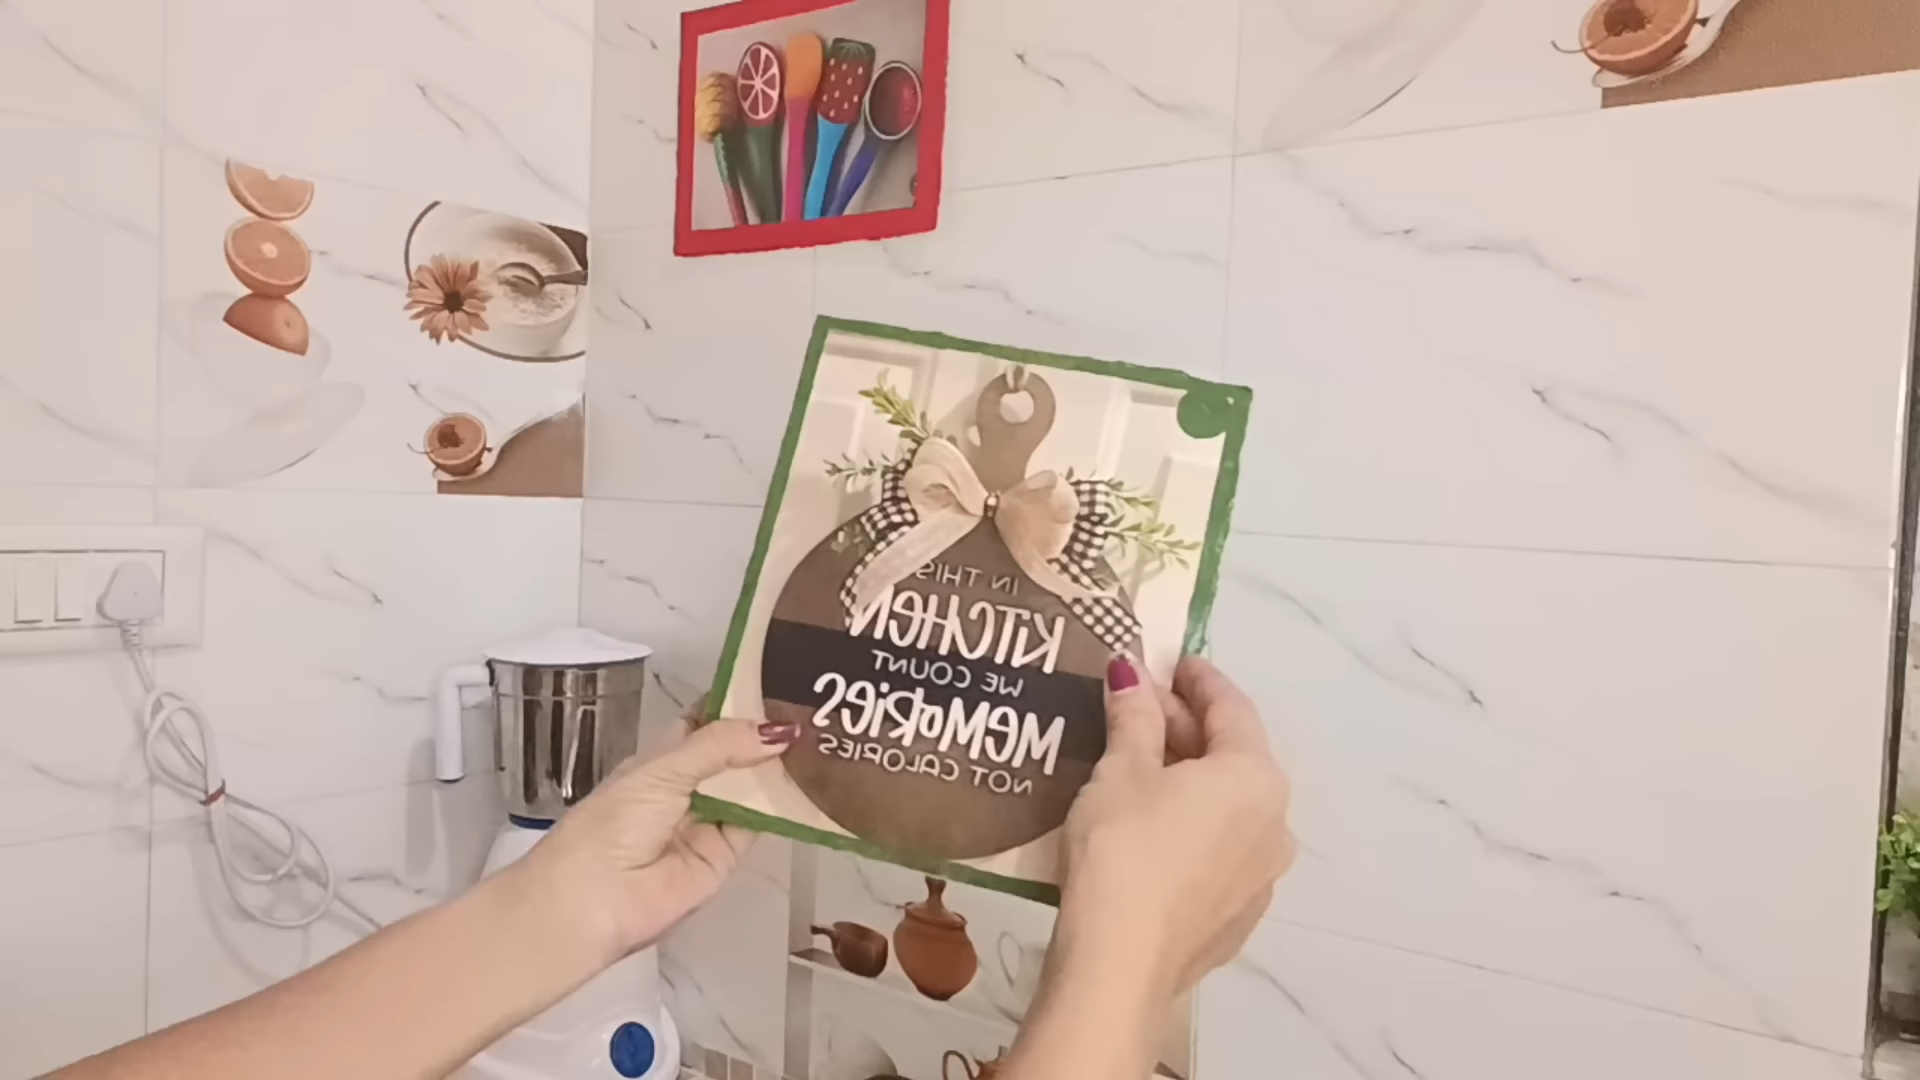 IN THIS
KITCHEN
WE COUNT
MEMORIES
NOT CALORIES